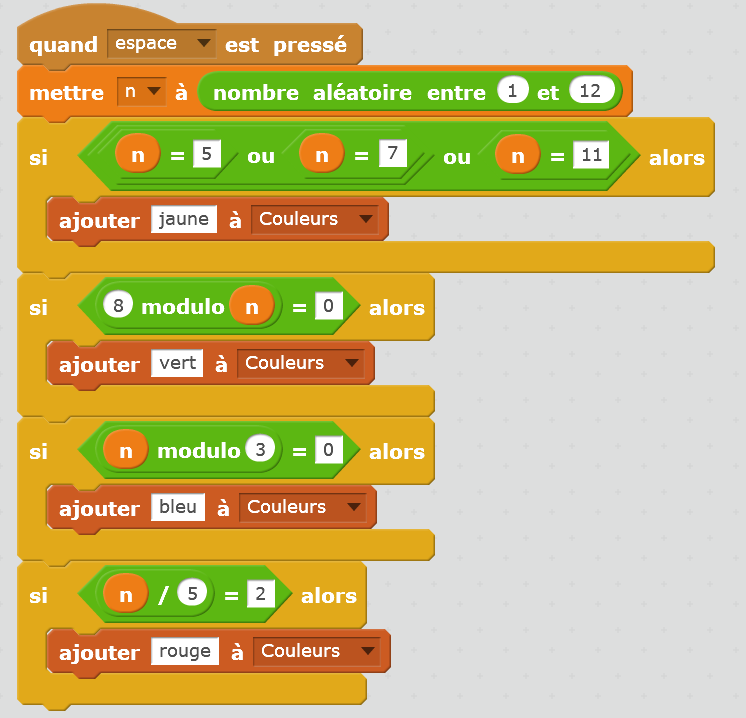 quand espace est pressé
mettre n à nombre aléatoire entre 1 et 12
si n = 5 ou n = 7 ou n = 11 alors
ajouter jaune à Couleurs
si 8 modulo n = 0 alors
ajouter vert à Couleurs
si n modulo 3 = 0 alors
ajouter bleu à Couleurs
si n / 5 = 2 alors
ajouter rouge à Couleurs